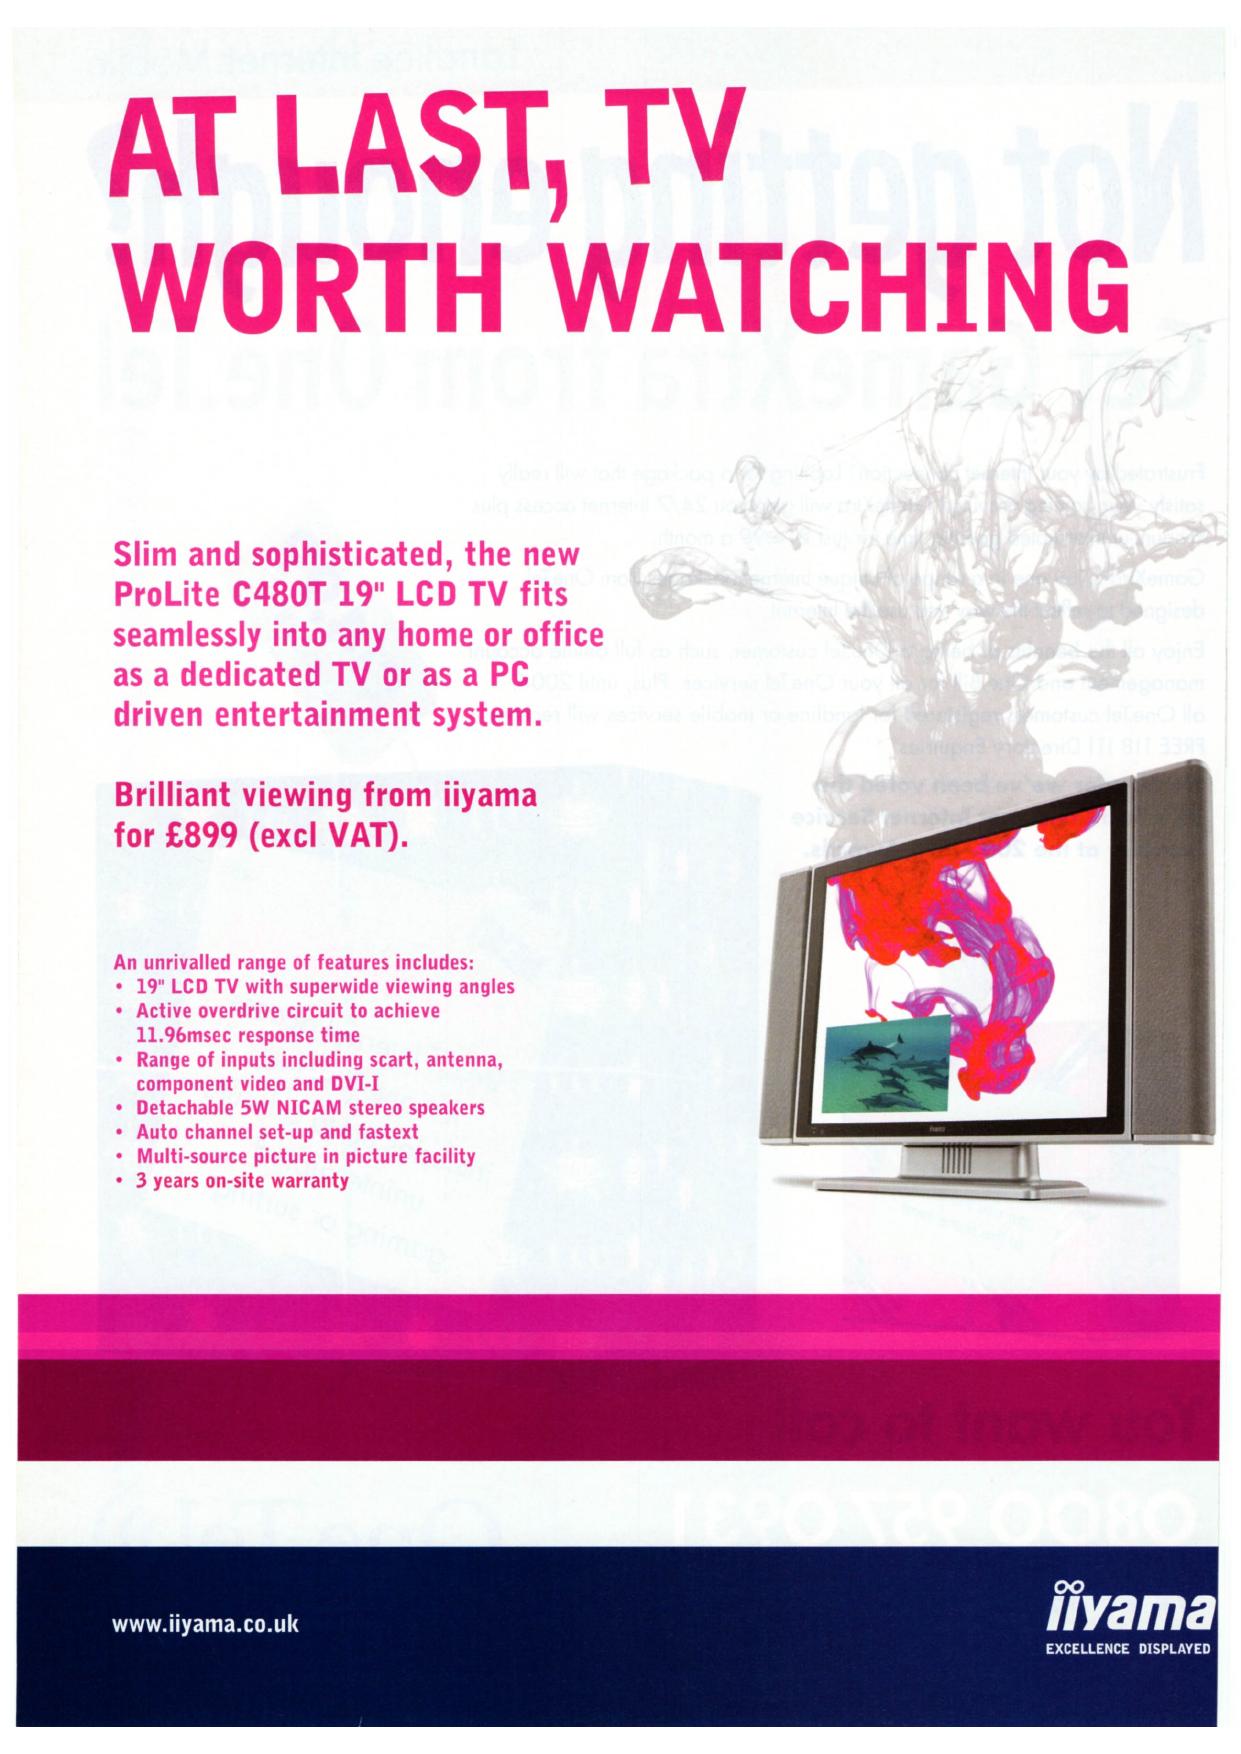 AT LAST, TV
WORTH WATCHING
Slim and sophisticated, the new
ProLite C480T 19" LCD TV fits
seamlessly into any home or office
as a dedicated TV or as a PC
driven entertainment system.
Brilliant viewing from iiyama
for £899 (excl VAT).
An unrivalled range of features includes:
• 19" LCD TV with superwide viewing angles
• Active overdrive circuit to achieve
11.96msec response time
• Range of inputs including scart, antenna,
component video and DVI-I
• Detachable 5W NICAM stereo speakers
• Auto channel set-up and fastext
• Multi-source picture in picture facility
• 3 years on-site warranty
www.iiyama.co.uk
iiyama
EXCELLENCE DISPLAYED